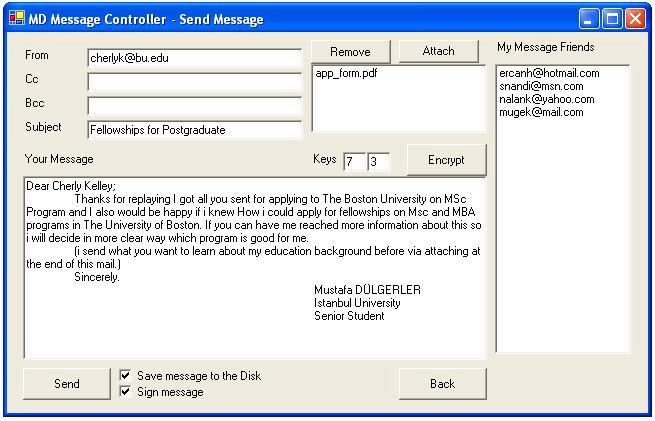 MD Message Controller - Send Message
From cherlyk@bu.edu
Cc
Bcc
Subject Fellowships for Postgraduate
Remove Attach
app_form.pdf
My Message Friends
ercanh@hotmail.com
snandi@msn.com
nalank@yahoo.com
mugek@mail.com
Your Message Keys 7 3 Encrypt
Dear Cherly Kelley;
Thanks for replaying I got all you sent for applying to The Boston University on MSc
Program and I also would be happy if i knew How i could apply for fellowships on Msc and MBA
programs in The University of Boston. If you can have me reached more information about this so
i will decide in more clear way which program is good for me.
(i send what you want to learn about my education background before via attaching at
the end of this mail.)
Sincerely.
Mustafa DÜLGERLER
Istanbul University
Senior Student
Send
Save message to the Disk
Sign message
Back